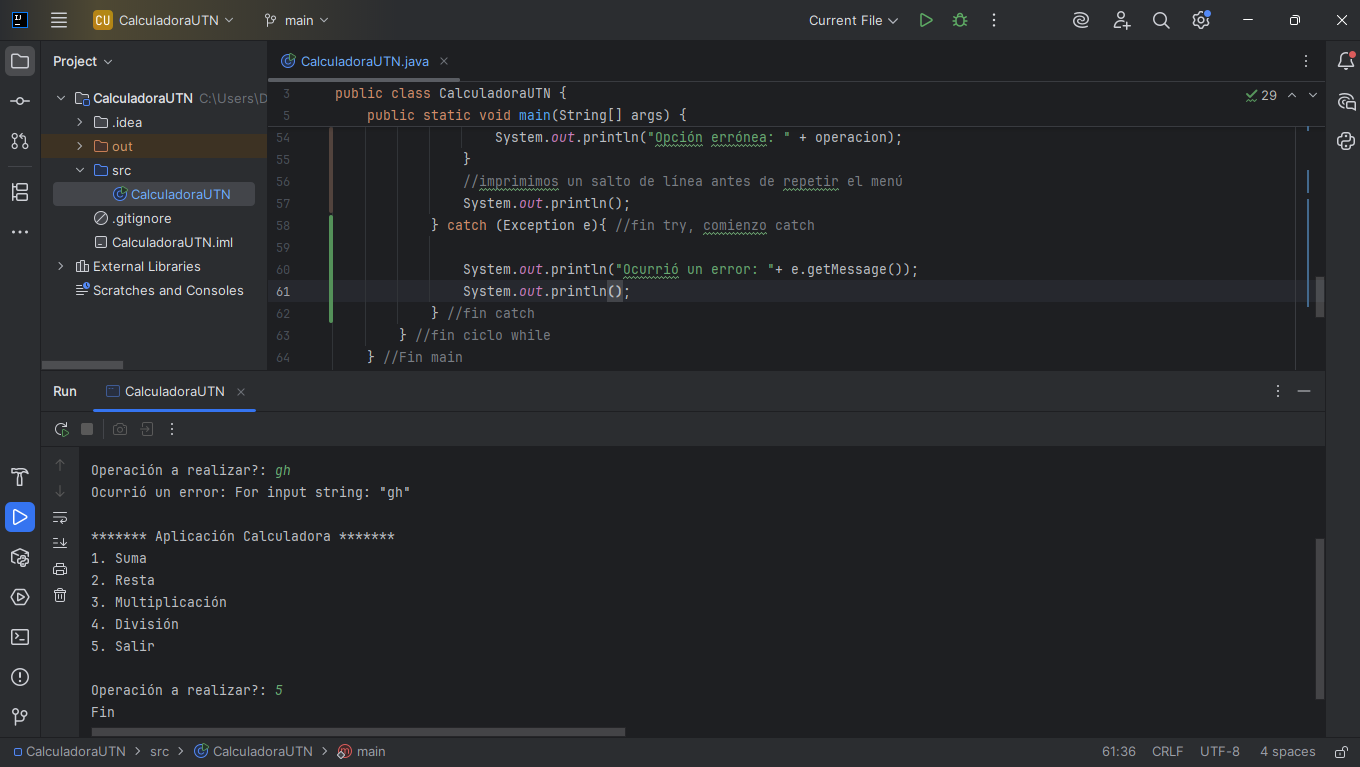 CU CalculadoraUTN main Current File
Project
CalculadoraUTN.java
CalculadoraUTN C:\Users\D
.idea
out
src
CalculadoraUTN
.gitignore
CalculadoraUTN.iml
External Libraries
Scratches and Consoles
29
3 public class CalculadoraUTN {
5 public static void main(String[] args) {
54 System.out.println("Opción errónea: " + operacion);
55 }
56 //imprimimos un salto de línea antes de repetir el menú
57 System.out.println();
58 } catch (Exception e){ //fin try, comienzo catch
59
60 System.out.println("Ocurrió un error: "+ e.getMessage());
61 System.out.println();
62 } //fin catch
63 } //fin ciclo while
64 } //Fin main
Run CalculadoraUTN
Operación a realizar?: gh
Ocurrió un error: For input string: "gh"
******* Aplicación Calculadora *******
1. Suma
2. Resta
3. Multiplicación
4. División
5. Salir
Operación a realizar?: 5
Fin
CalculadoraUTN > src > CalculadoraUTN > main 61:36 CRLF UTF-8 4 spaces